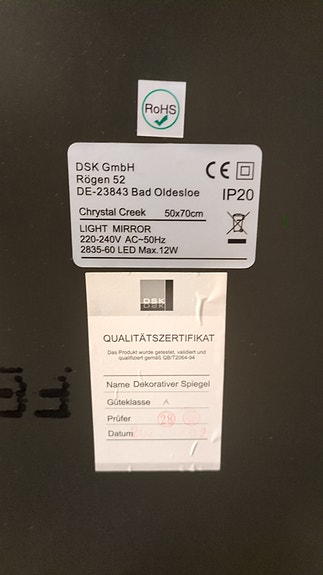 RoHS
DSK GmbH
Rögen 52
DE-23843 Bad Oldesloe
CE
IP20
Chrystal Creek 50x70cm
LIGHT MIRROR
220-240V AC~50Hz
2835-60 LED Max.12W
DSK
QUALITÄTSZERTIFIKAT
Das Produkt wurde getestet, validiert und
qualifiziert gemäß QB/T2064-94
Name Dekorativer Spiegel
Güteklasse A
Prüfer 28
Datum